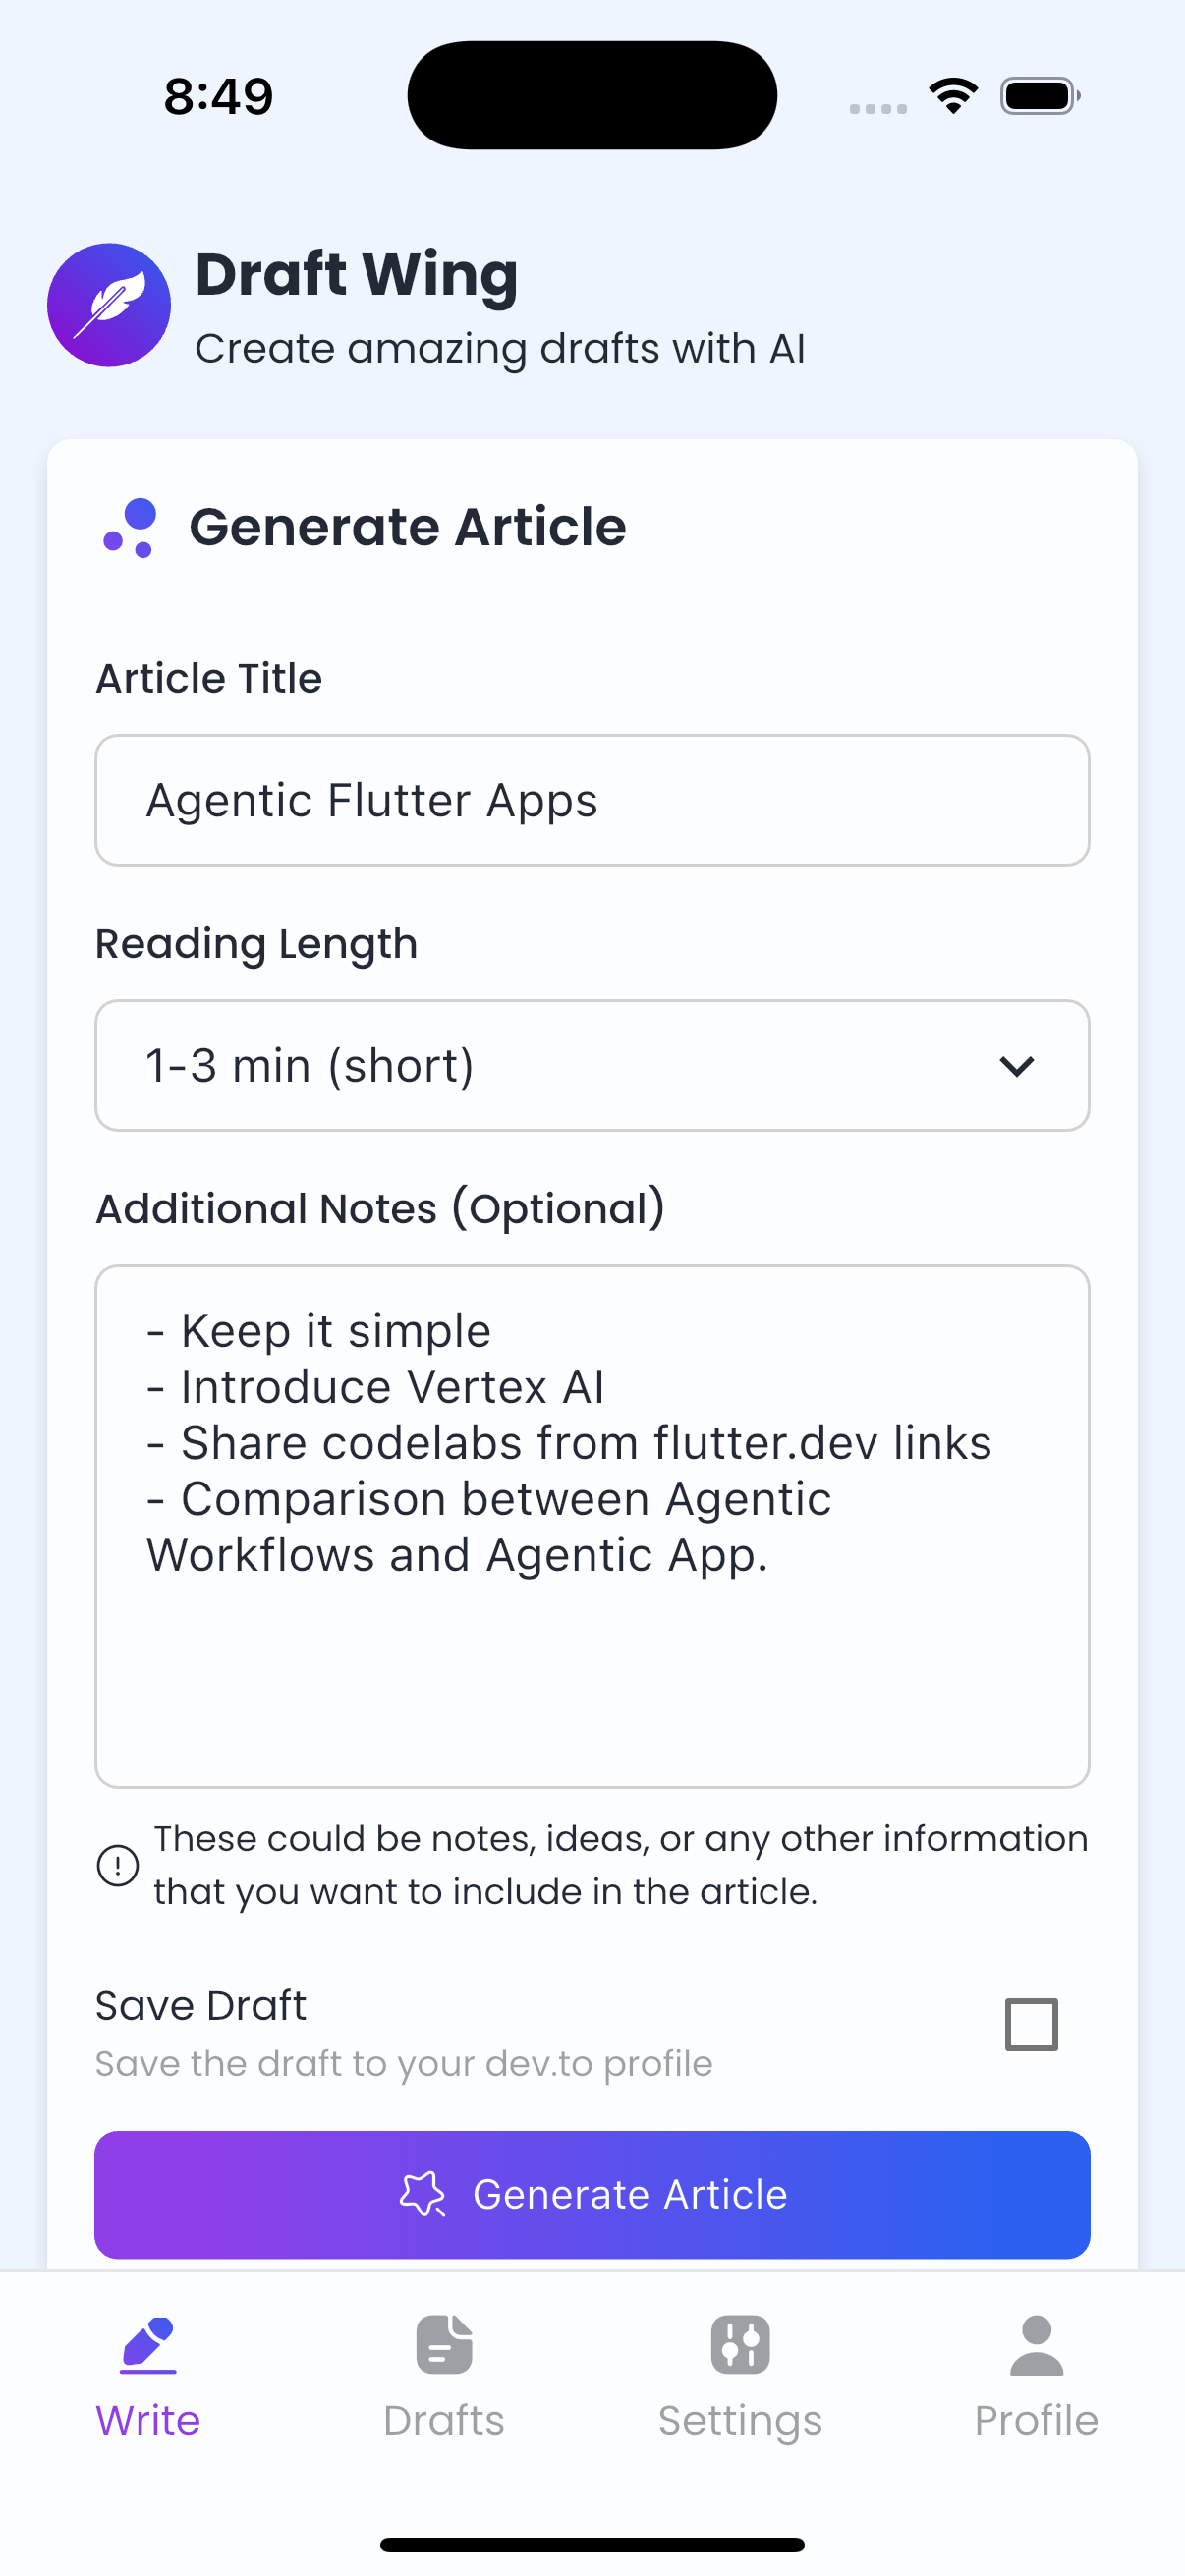 8:49
Draft Wing
Create amazing drafts with AI
Generate Article
Article Title
Agentic Flutter Apps
Reading Length
1-3 min (short)
Additional Notes (Optional)
- Keep it simple
- Introduce Vertex AI
- Share codelabs from flutter.dev links
- Comparison between Agentic
Workflows and Agentic App.
These could be notes, ideas, or any other information
that you want to include in the article.
Save Draft
Save the draft to your dev.to profile
Generate Article
Write
Drafts
Settings
Profile